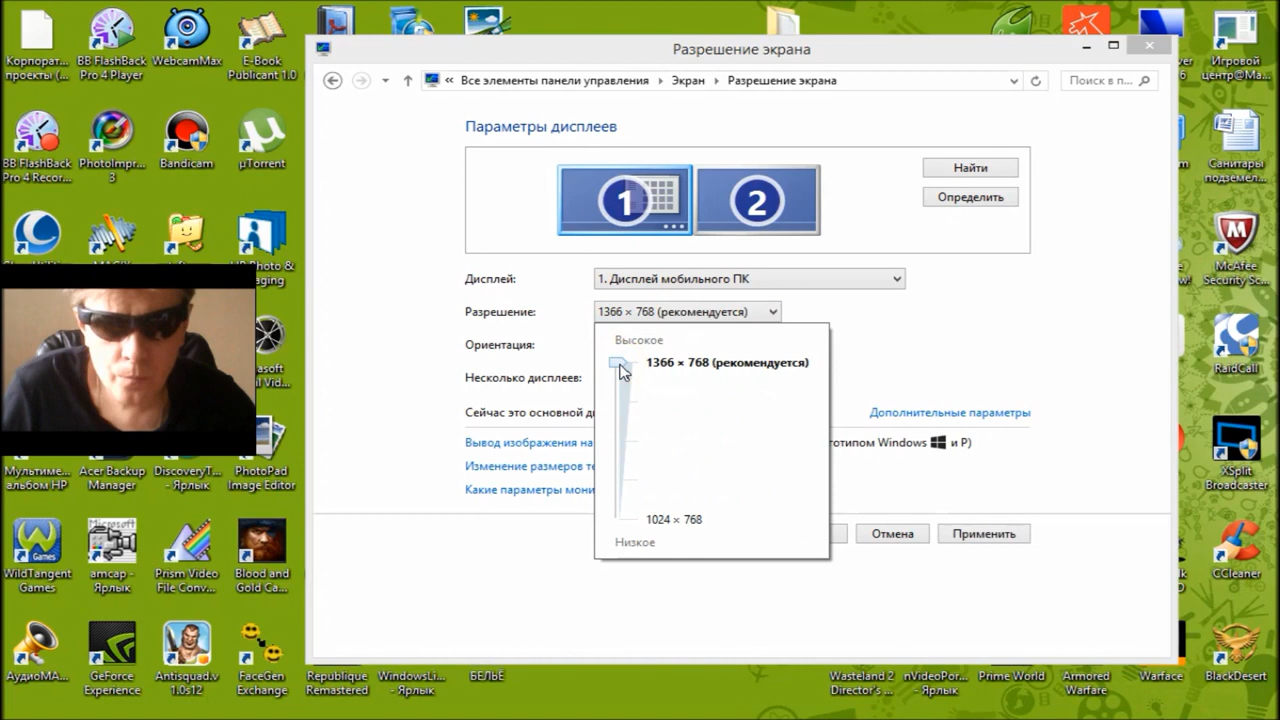 Корпорат...
проекты (...
BB FlashBack
Pro 4 Player
WebcamMax
E-Book
Publicant 1.0
Разрешение экрана
« Все элементы панели управления
Экран
Разрешение экрана
Поиск в п...
Игровой
центр@Ma...
Параметры дисплеев
1
2
Найти
Определить
BB FlashBack
Pro 4 Recor...
PhotoImpr...
3
Bandicam
µTorrent
Санитары
подземел...
Дисплей:
1. Дисплей мобильного ПК
McAfee
Security Sc...
Разрешение:
1366 × 768 (рекомендуется)
Ориентация:
Высокое
1366 × 768 (рекомендуется)
RaidCall
Несколько дисплеев:
Сейчас это основной д
Дополнительные параметры
Вывод изображения на
готипом Windows и P)
Изменение размеров те
Какие параметры мони
1024 × 768
Низкое
Отмена
Применить
Мультиме...
альбом HP
Acer Backup
Manager
DiscoveryT...
- Ярлык
PhotoPad
Image Editor
XSplit
Broadcaster
WildTangent
Games
amcap -
Ярлык
Prism Video
File Conv...
Blood and
Gold Ca...
CCleaner
АудиоМА...
GeForce
Experience
Antisquad.v
1.0s12
FaceGen
Exchange
Republique
Remastered
WindowsLi...
- Ярлык
БЕЛЬЕ
Wasteland 2
Director's ...
nVideoPor...
- Ярлык
Prime World
Armored
Warfare
Warface
BlackDesert